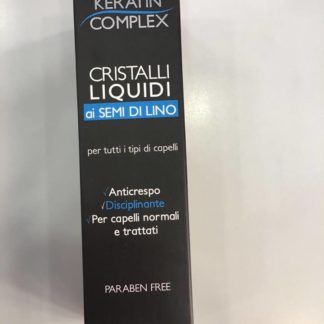 KERATIN
COMPLEX
CRISTALLI
LIQUIDI
ai SEMI DI LINO
per tutti i tipi di capelli
√Anticrespo
√Disciplinante
√Per capelli normali
e trattati
PARABEN FREE